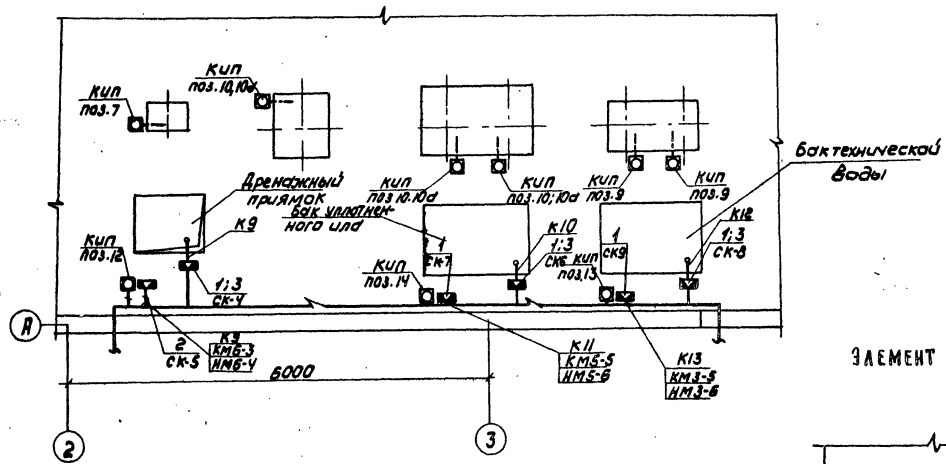 КИП
поз.10,10а
КИП
поз.7
КИП
поз 10.10а
КИП
поз.10;10а
КИП
поз.9
КИП
поз.9
бак технической
воды
Дренажный
приямок
К9
бак уплотнен-
ного ила
КИП
поз.12
1;3
СК-4
1
СК-7
К10
1;3
СК6
КИП
поз.14
КИП
поз,13
1
СК9
К12
1;3
СК-8
А
2
СК-5
КМ6-3
НМ6-4
К11
КМ5-5
НМ5-6
К13
КМ3-5
НМ3-6
ЭЛЕМЕНТ
6000
2
3